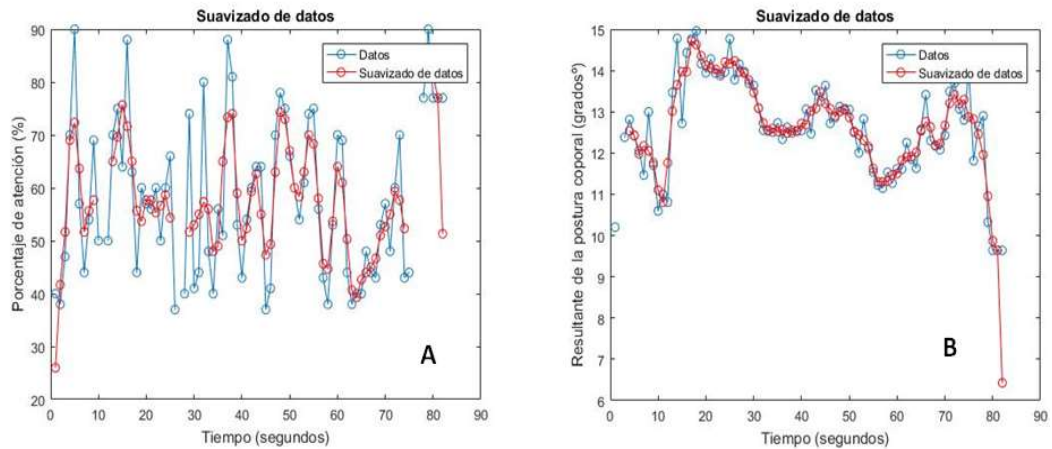 Suavizado de datos
Datos
Suavizado de datos
Porcentaje de atención (%)
90
80
70
60
50
40
30
20
0 10 20 30 40 50 60 70 80 90
Tiempo (segundos)
A
Suavizado de datos
Datos
Suavizado de datos
Resultante de la postura coporal (gradosº)
15
14
13
12
11
10
9
8
7
6
0 10 20 30 40 50 60 70 80 90
Tiempo (segundos)
B